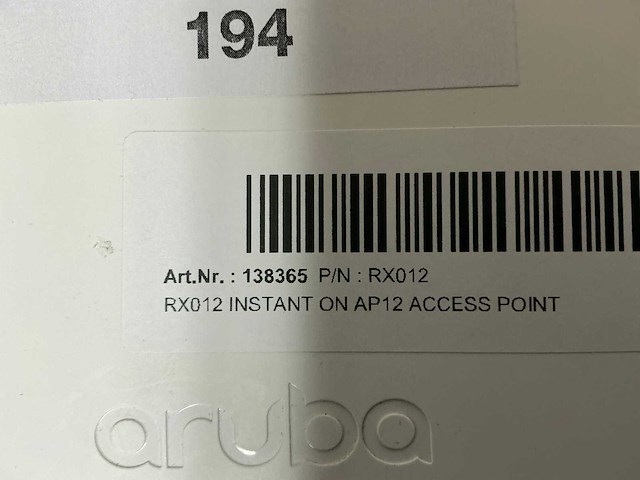 194
Art.Nr. : 138365 P/N : RX012
RX012 INSTANT ON AP12 ACCESS POINT
aruba